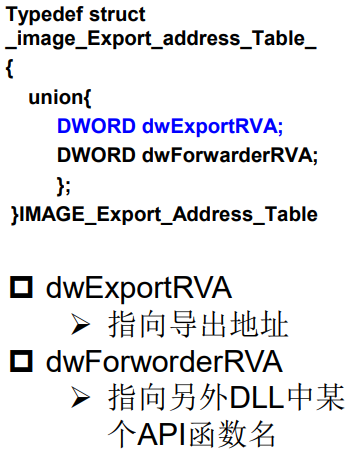 Typedef struct
_image_Export_address_Table_
{
union{
DWORD dwExportRVA;
DWORD dwForwarderRVA;
};
}IMAGE_Export_Address_Table
dwExportRVA
指向导出地址
dwForworderRVA
指向另外DLL中某
个API函数名